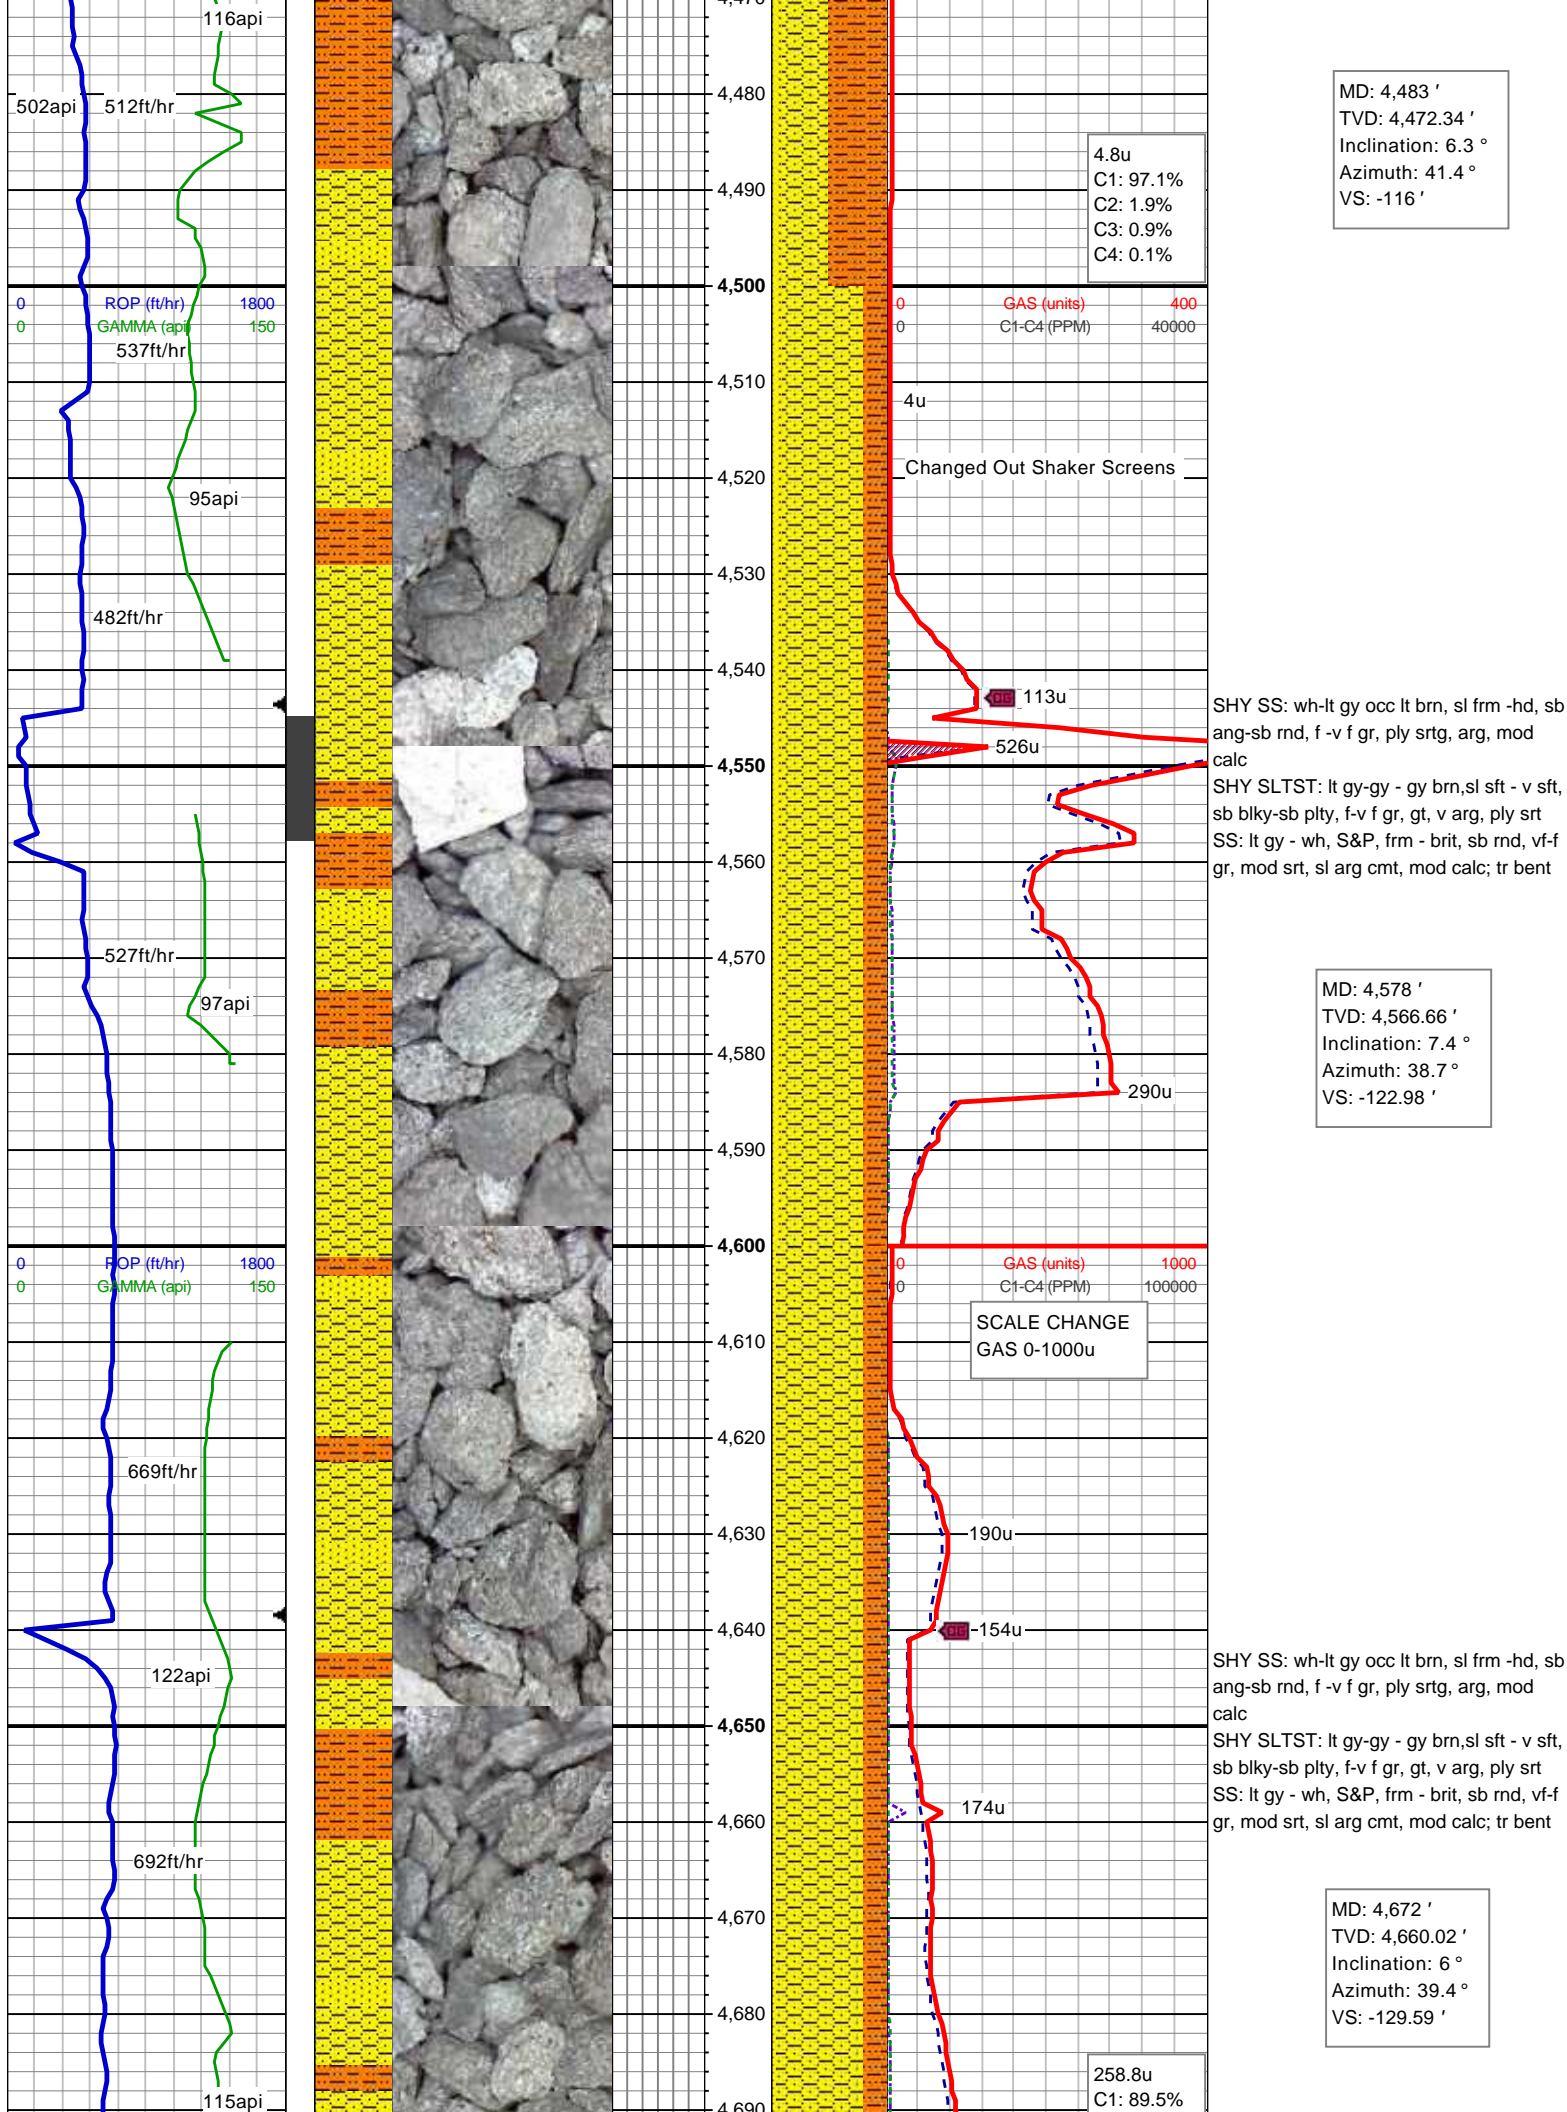 4,470
116api
MD: 4,483 '
TVD: 4,472.34 '
Inclination: 6.3 °
Azimuth: 41.4 °
VS: -116 '
4,480
502api 512ft/hr
4.8u
C1: 97.1%
C2: 1.9%
C3: 0.9%
C4: 0.1%
4,490
4,500
0 ROP (ft/hr) 1800
0 GAMMA (api) 150
0 GAS (units) 400
0 C1-C4 (PPM) 40000
537ft/hr
4,510
4u
Changed Out Shaker Screens
4,520
95api
4,530
482ft/hr
4,540
DG 113u
SHY SS: wh-lt gy occ lt brn, sl frm -hd, sb
ang-sb rnd, f -v f gr, ply srtg, arg, mod
calc
SHY SLTST: lt gy-gy - gy brn,sl sft - v sft,
sb blky-sb plty, f-v f gr, gt, v arg, ply srt
SS: lt gy - wh, S&P, frm - brit, sb rnd, vf-f
gr, mod srt, sl arg cmt, mod calc; tr bent
526u
4,550
4,560
4,570
527ft/hr
97api
MD: 4,578 '
TVD: 4,566.66 '
Inclination: 7.4 °
Azimuth: 38.7 °
VS: -122.98 '
4,580
290u
4,590
4,600
0 ROP (ft/hr) 1800
0 GAMMA (api) 150
0 GAS (units) 1000
0 C1-C4 (PPM) 100000
SCALE CHANGE
GAS 0-1000u
4,610
4,620
669ft/hr
4,630
190u
4,640
DG 154u
122api
SHY SS: wh-lt gy occ lt brn, sl frm -hd, sb
ang-sb rnd, f -v f gr, ply srtg, arg, mod
calc
SHY SLTST: lt gy-gy - gy brn,sl sft - v sft,
sb blky-sb plty, f-v f gr, gt, v arg, ply srt
SS: lt gy - wh, S&P, frm - brit, sb rnd, vf-f
gr, mod srt, sl arg cmt, mod calc; tr bent
4,650
174u
4,660
692ft/hr
4,670
MD: 4,672 '
TVD: 4,660.02 '
Inclination: 6 °
Azimuth: 39.4 °
VS: -129.59 '
4,680
258.8u
C1: 89.5%
115api
4,690